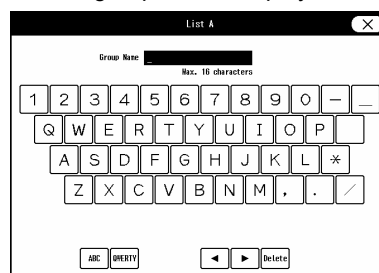 List A
X
Group Name _
Max. 16 characters
1 2 3 4 5 6 7 8 9 0 - _
Q W E R T Y U I O P
A S D F G H J K L *
Z X C V B N M , . /
ABC QWERTY ◄ ► Delete